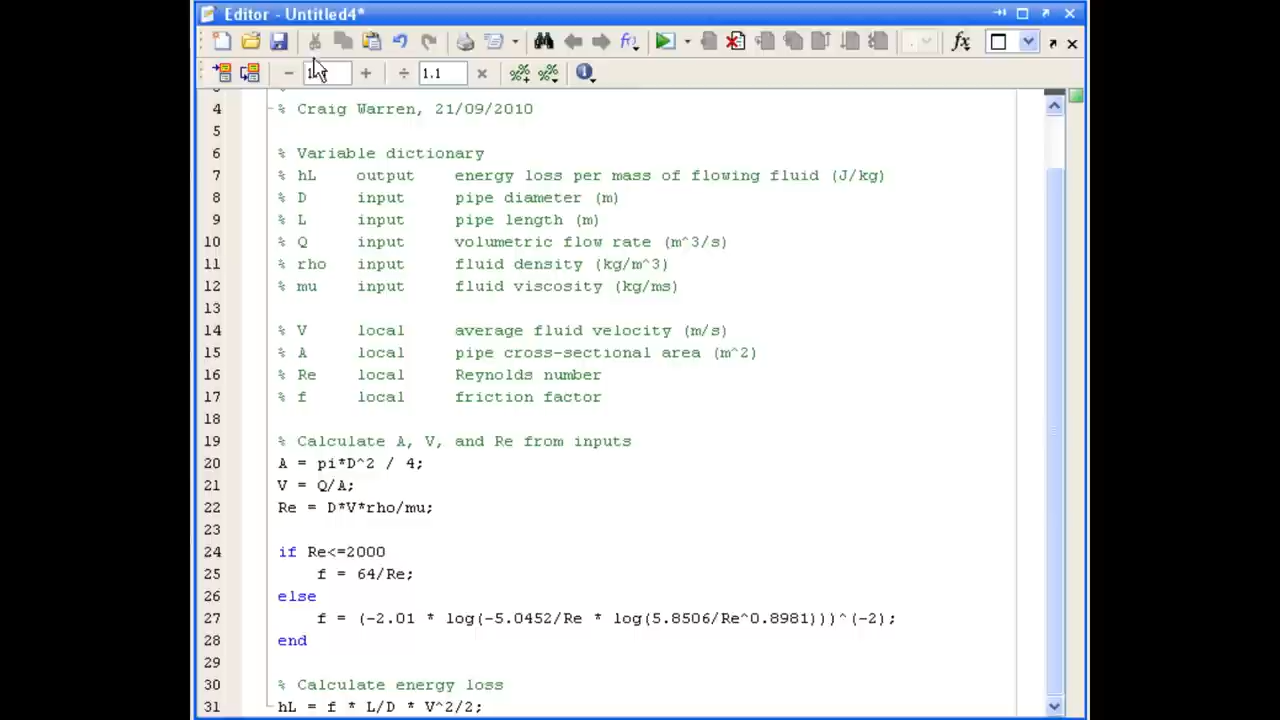 Editor - Untitled4*
1.1
4 % Craig Warren, 21/09/2010
5
6 % Variable dictionary
7 % hL output energy loss per mass of flowing fluid (J/kg)
8 % D input pipe diameter (m)
9 % L input pipe length (m)
10 % Q input volumetric flow rate (m^3/s)
11 % rho input fluid density (kg/m^3)
12 % mu input fluid viscosity (kg/ms)
13
14 % V local average fluid velocity (m/s)
15 % A local pipe cross-sectional area (m^2)
16 % Re local Reynolds number
17 % f local friction factor
18
19 % Calculate A, V, and Re from inputs
20 A = pi*D^2 / 4;
21 V = Q/A;
22 Re = D*V*rho/mu;
23
24 if Re<=2000
25 f = 64/Re;
26 else
27 f = (-2.01 * log(-5.0452/Re * log(5.8506/Re^0.8981)))^(-2);
28 end
29
30 % Calculate energy loss
31 hL = f * L/D * V^2/2;